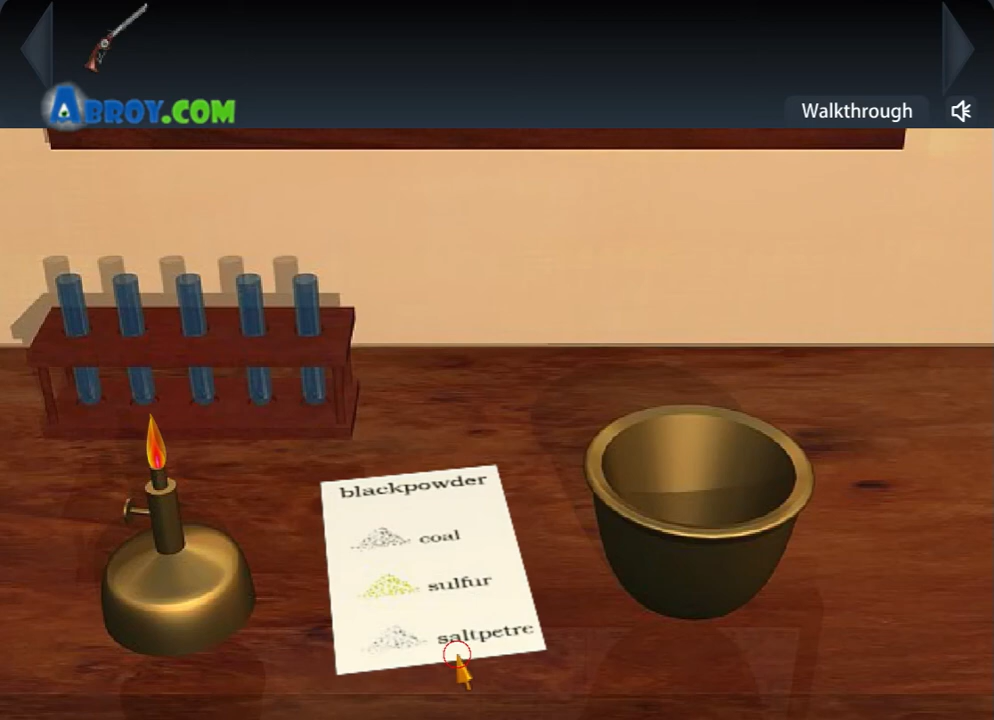 ABROY.COM
Walkthrough
blackpowder
coal
sulfur
saltpetre